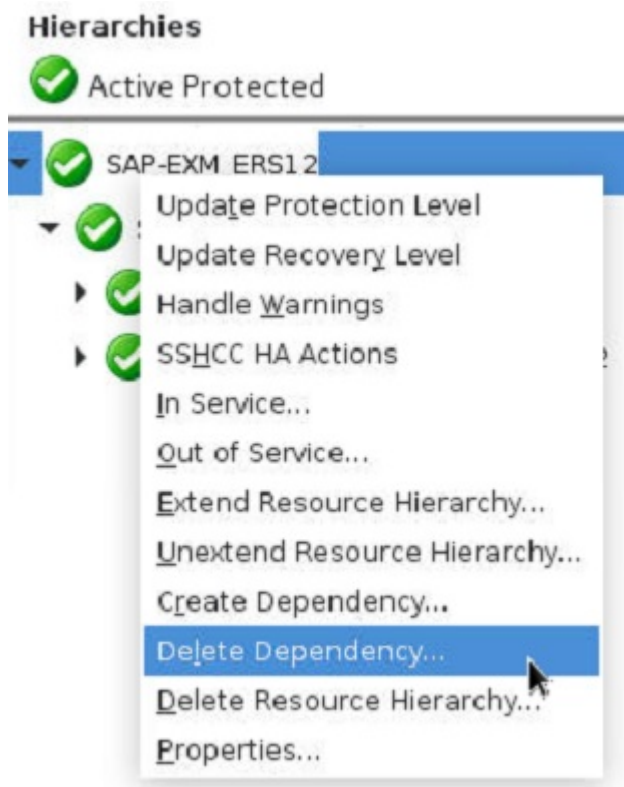 Hierarchies
Active Protected
SAP-EXM ERS12
Update Protection Level
Update Recovery Level
Handle Warnings
SSHCC HA Actions
In Service...
Out of Service...
Extend Resource Hierarchy...
Unextend Resource Hierarchy...
Create Dependency...
Delete Dependency...
Delete Resource Hierarchy...
Properties...